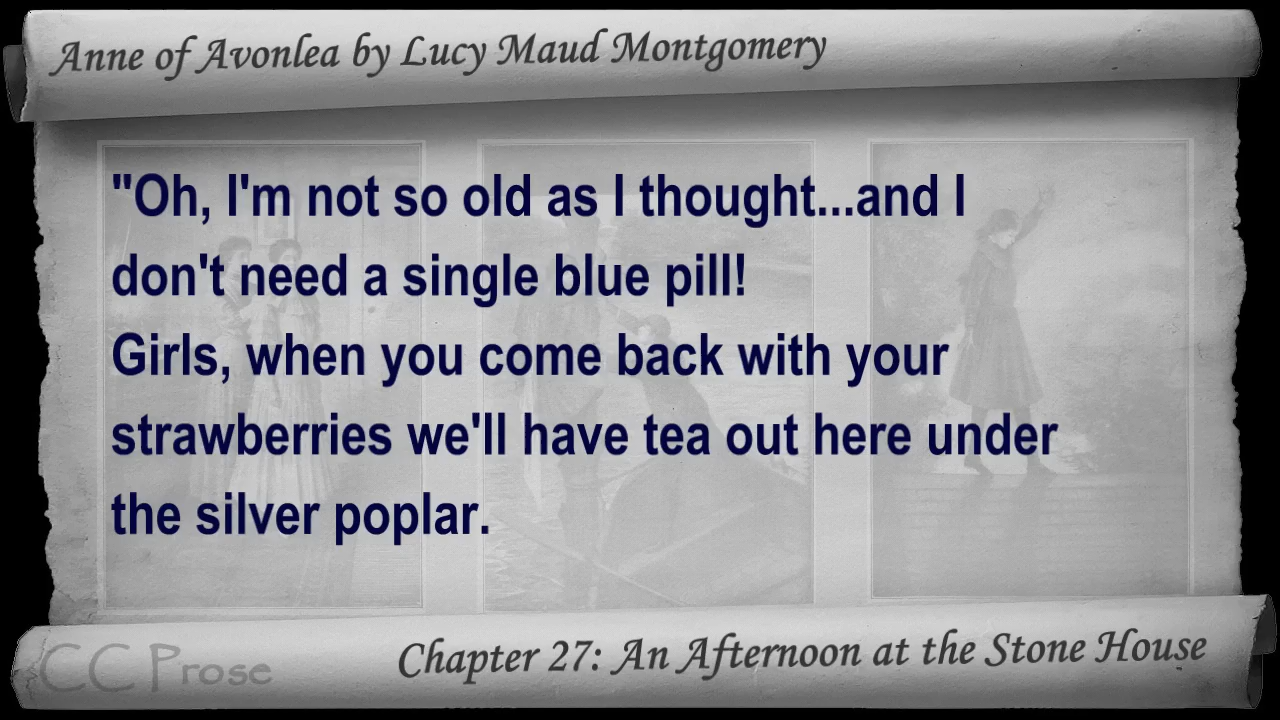 Anne of Avonlea by Lucy Maud Montgomery
"Oh, I'm not so old as I thought...and I
don't need a single blue pill!
Girls, when you come back with your
strawberries we'll have tea out here under
the silver poplar.
CC Prose
Chapter 27: An Afternoon at the Stone House